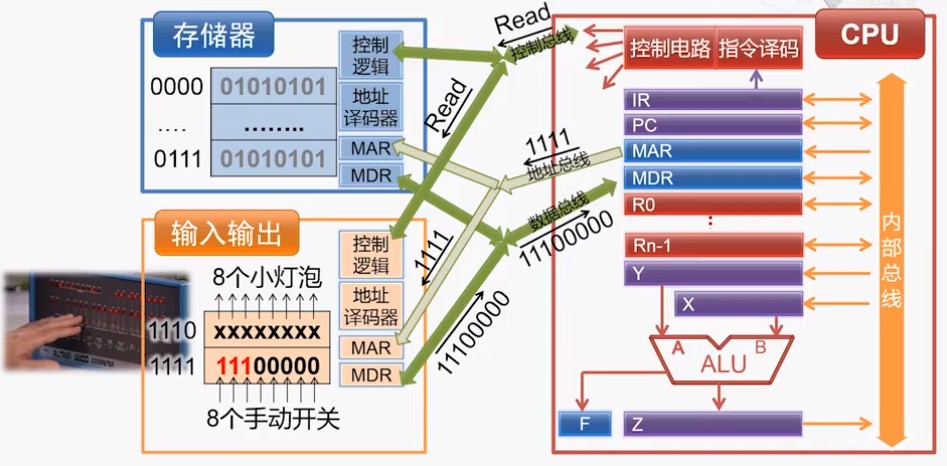 存储器
控制
逻辑
0000
01010101
地址
译码器
....
........
0111
01010101
MAR
MDR
输入输出
控制
逻辑
8个小灯泡
地址
译码器
1110
xxxxxxxx
1111
11100000
MAR
MDR
8个手动开关
Read
控制总线
Read
1111
地址总线
1111
数据总线
11100000
11100000
CPU
控制电路
指令译码
IR
PC
MAR
MDR
R0
Rn-1
Y
X
A
B
ALU
F
Z
内部总线